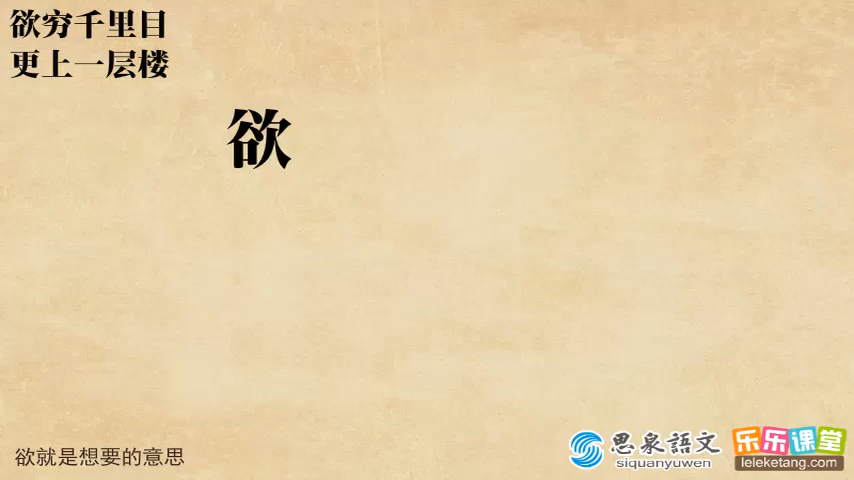 欲穷千里目
更上一层楼
欲
欲就是想要的意思
思泉語文
siquanyuwen
乐乐课堂
leleketang.com